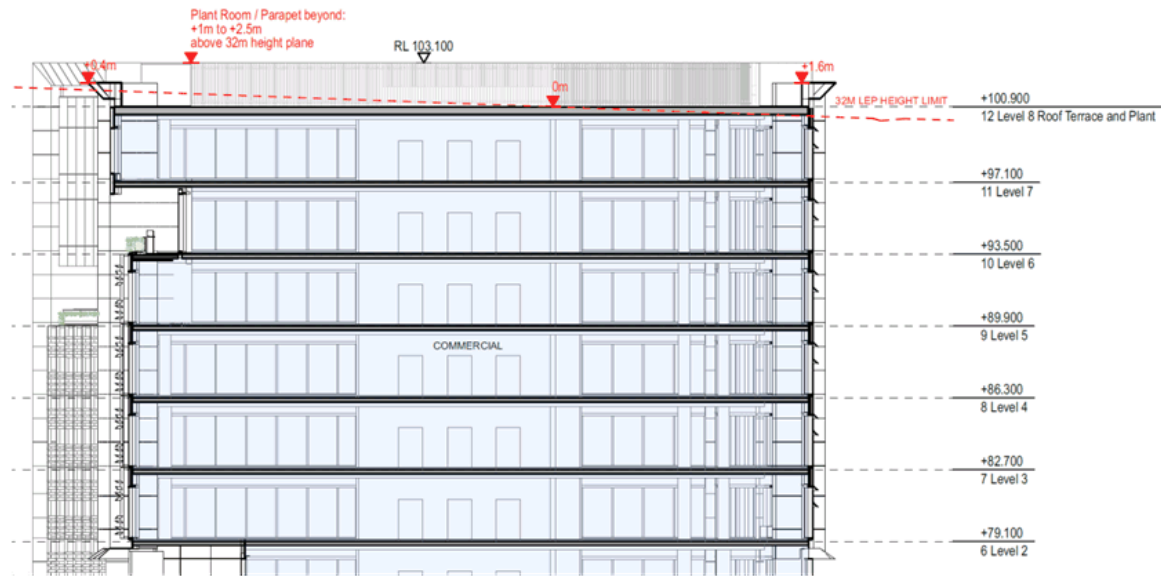 Plant Room / Parapet beyond:
+1m to +2.5m
above 32m height plane
RL 103.100
+0.4m
+1.6m
0m
32M LEP HEIGHT LIMIT
+100.900
12 Level 8 Roof Terrace and Plant
+97.100
11 Level 7
+93.500
10 Level 6
+89.900
9 Level 5
COMMERCIAL
+86.300
8 Level 4
+82.700
7 Level 3
+79.100
6 Level 2